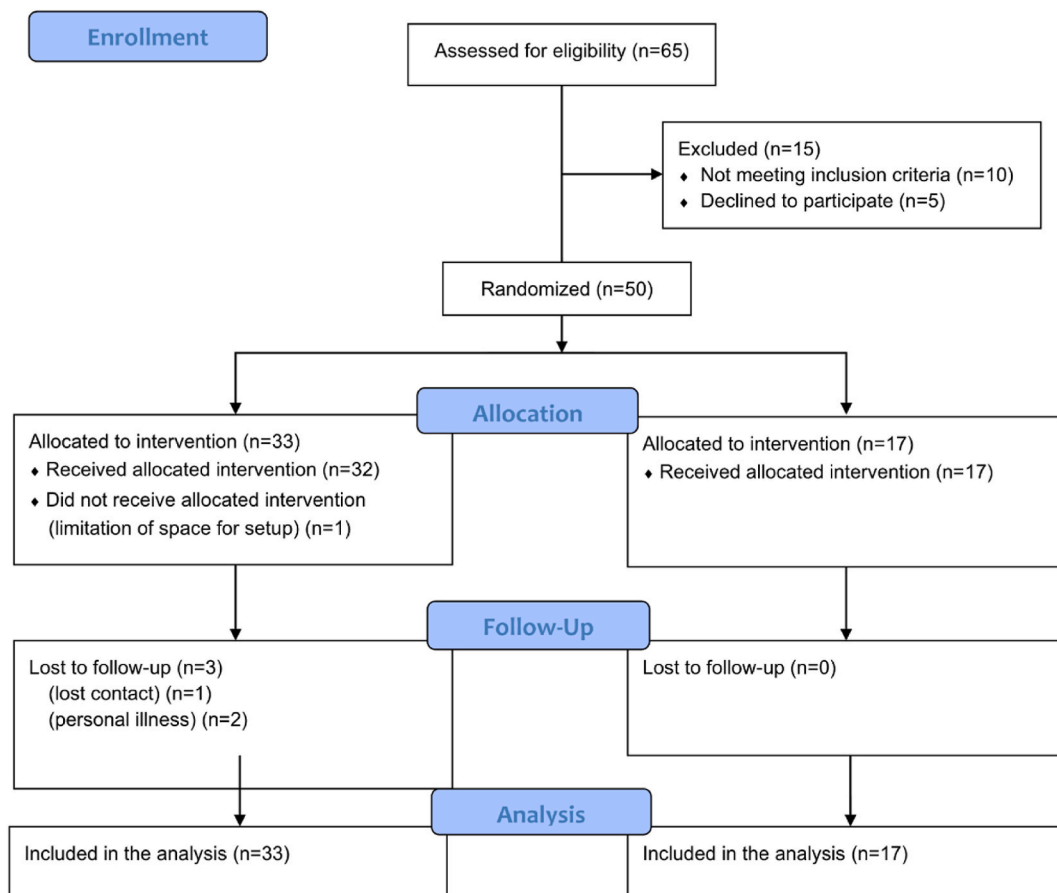 Enrollment
Assessed for eligibility (n=65)
Excluded (n=15)
♦ Not meeting inclusion criteria (n=10)
♦ Declined to participate (n=5)
Randomized (n=50)
Allocation
Allocated to intervention (n=33)
♦ Received allocated intervention (n=32)
♦ Did not receive allocated intervention
(limitation of space for setup) (n=1)
Allocated to intervention (n=17)
♦ Received allocated intervention (n=17)
Follow-Up
Lost to follow-up (n=3)
(lost contact) (n=1)
(personal illness) (n=2)
Lost to follow-up (n=0)
Analysis
Included in the analysis (n=33)
Included in the analysis (n=17)